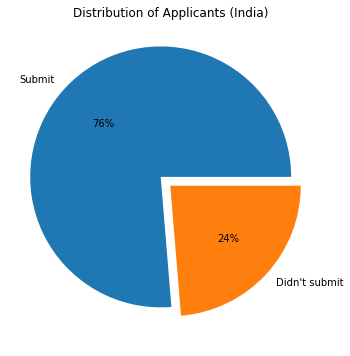 Distribution of Applicants (India)
Submit
76%
24%
Didn't submit